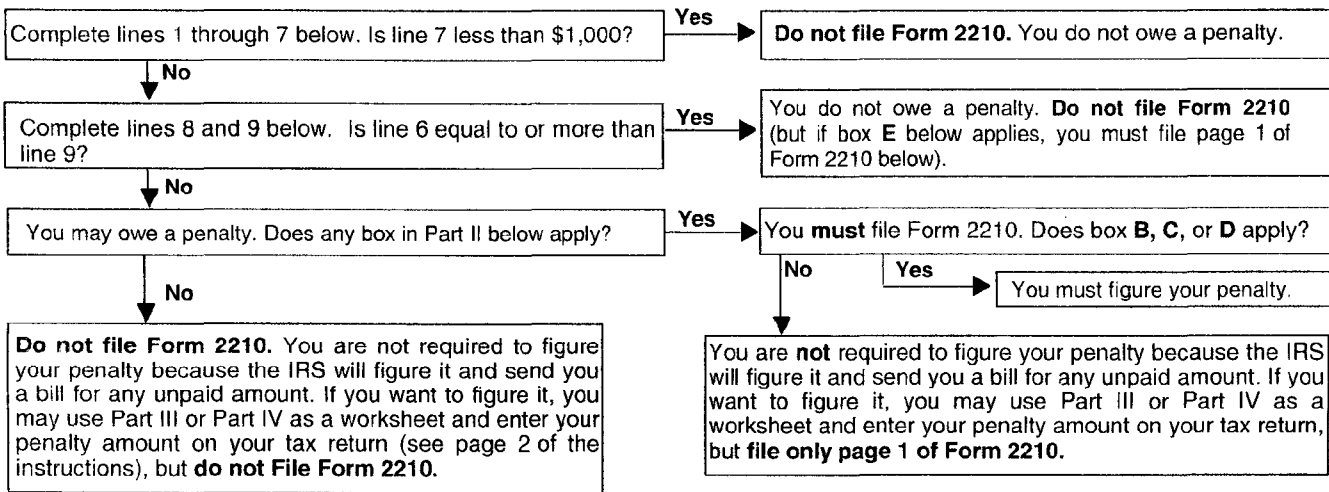 Complete lines 1 through 7 below. Is line 7 less than $1,000?
Yes
Do not file Form 2210. You do not owe a penalty.
No
Complete lines 8 and 9 below. Is line 6 equal to or more than
line 9?
Yes
You do not owe a penalty. Do not file Form 2210
(but if box E below applies, you must file page 1 of
Form 2210 below).
No
You may owe a penalty. Does any box in Part II below apply?
Yes
You must file Form 2210. Does box B, C, or D apply?
No
Yes
You must figure your penalty.
No
Do not file Form 2210. You are not required to figure
your penalty because the IRS will figure it and send you
a bill for any unpaid amount. If you want to figure it, you
may use Part III or Part IV as a worksheet and enter your
penalty amount on your tax return (see page 2 of the
instructions), but do not File Form 2210.
You are not required to figure your penalty because the IRS
will figure it and send you a bill for any unpaid amount. If you
want to figure it, you may use Part III or Part IV as a
worksheet and enter your penalty amount on your tax return,
but file only page 1 of Form 2210.